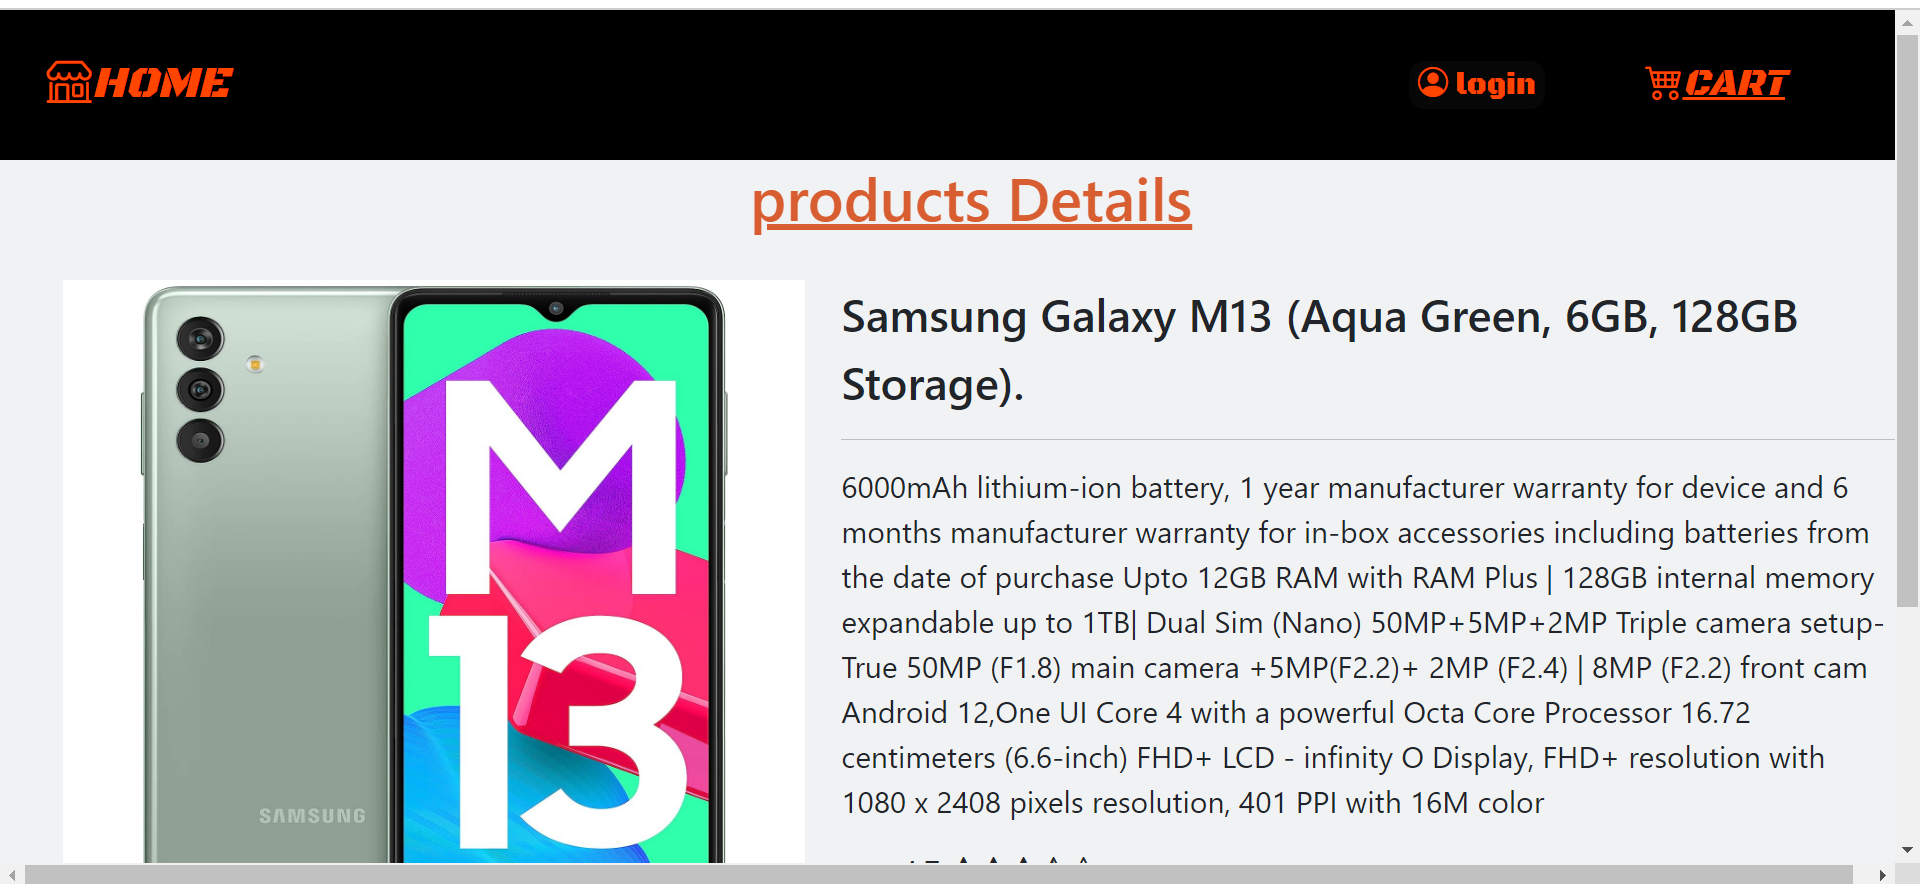 HOME
login
CART
products Details
Samsung Galaxy M13 (Aqua Green, 6GB, 128GB
Storage).
6000mAh lithium-ion battery, 1 year manufacturer warranty for device and 6
months manufacturer warranty for in-box accessories including batteries from
the date of purchase Upto 12GB RAM with RAM Plus | 128GB internal memory
expandable up to 1TB| Dual Sim (Nano) 50MP+5MP+2MP Triple camera setup-
True 50MP (F1.8) main camera +5MP(F2.2)+ 2MP (F2.4) | 8MP (F2.2) front cam
Android 12,One UI Core 4 with a powerful Octa Core Processor 16.72
centimeters (6.6-inch) FHD+ LCD - infinity O Display, FHD+ resolution with
1080 x 2408 pixels resolution, 401 PPI with 16M color
M
13
SAMSUNG